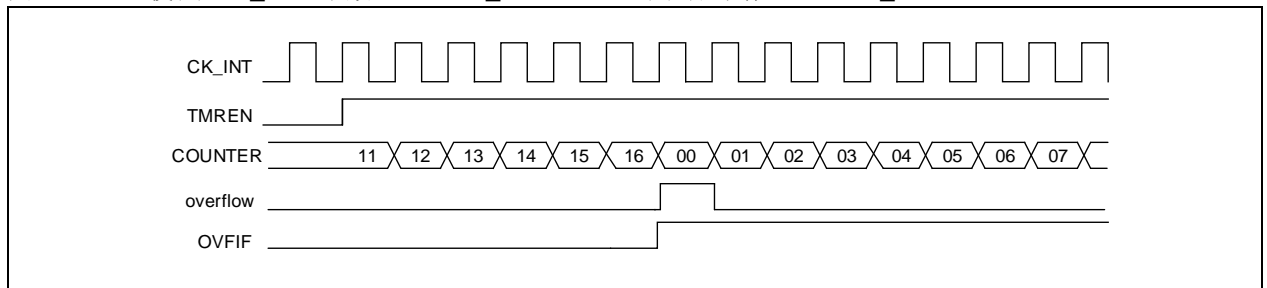 CK_INT
TMREN
COUNTER 11 12 13 14 15 16 00 01 02 03 04 05 06 07
overflow
OVFIF